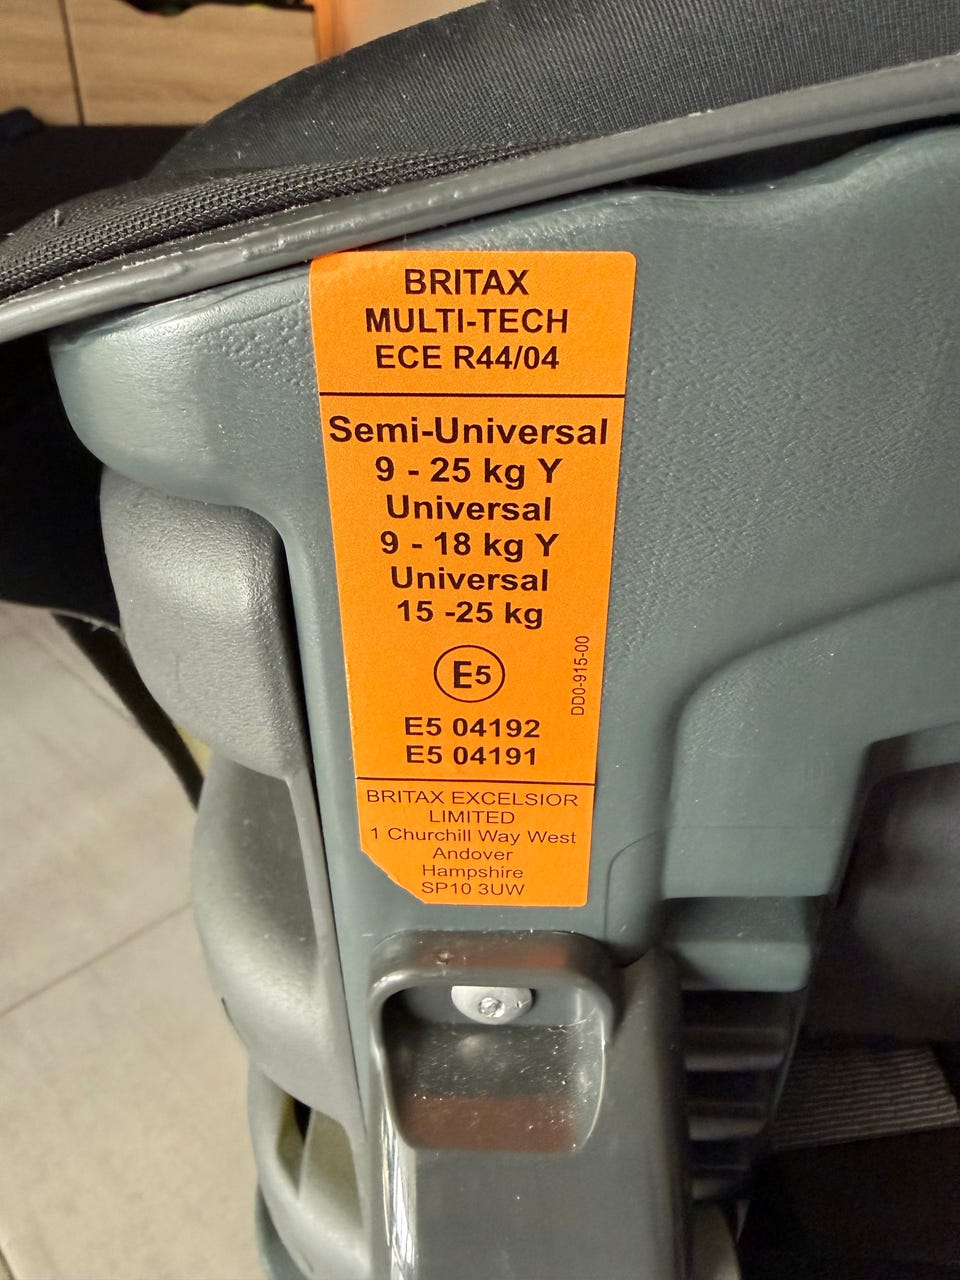 BRITAX
MULTI-TECH
ECE R44/04
Semi-Universal
9 - 25 kg Y
Universal
9 - 18 kg Y
Universal
15 -25 kg
E5
DD0-915-00
E5 04192
E5 04191
BRITAX EXCELSIOR
LIMITED
1 Churchill Way West
Andover
Hampshire
SP10 3UW